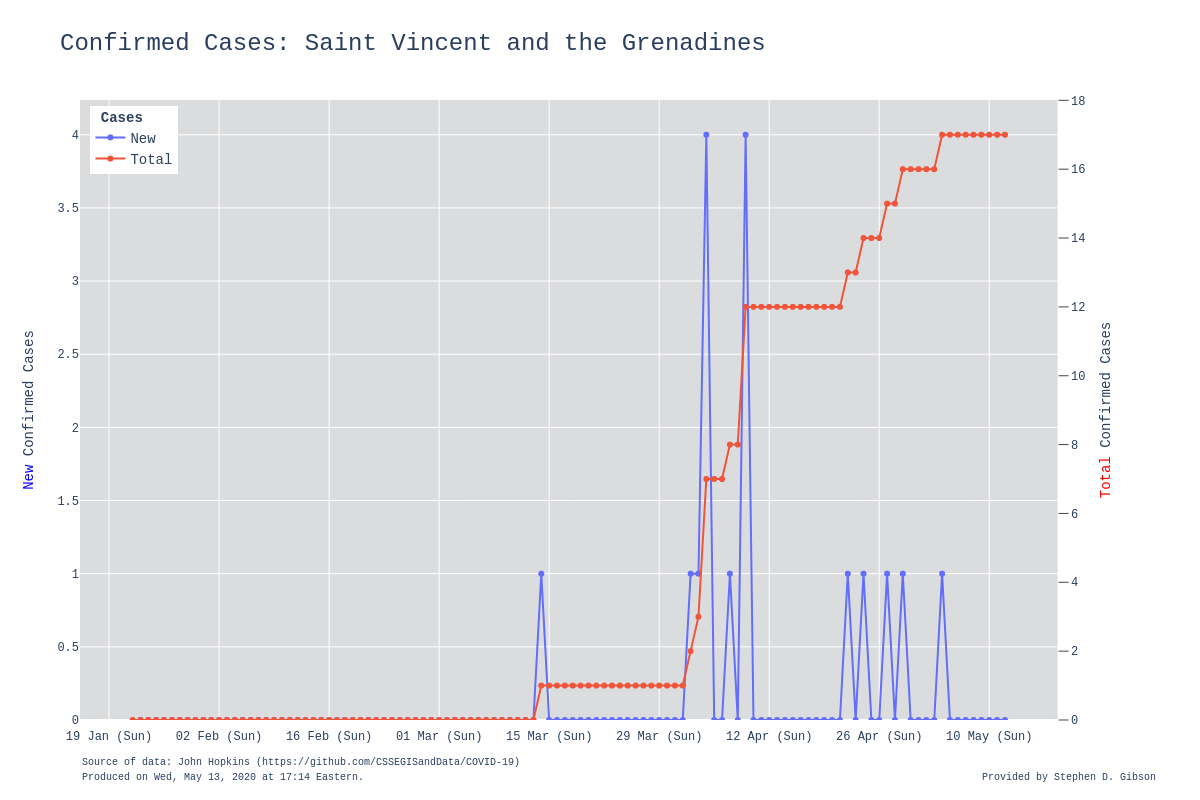 Confirmed Cases: Saint Vincent and the Grenadines
Cases
New
Total
4
3.5
3
2.5
2
1.5
1
0.5
0
New Confirmed Cases
18
16
14
12
10
8
6
4
2
0
Total Confirmed Cases
19 Jan (Sun) 02 Feb (Sun) 16 Feb (Sun) 01 Mar (Sun) 15 Mar (Sun) 29 Mar (Sun) 12 Apr (Sun) 26 Apr (Sun) 10 May (Sun)
Source of data: John Hopkins (https://github.com/CSSEGISandData/COVID-19)
Produced on Wed, May 13, 2020 at 17:14 Eastern.
Provided by Stephen D. Gibson